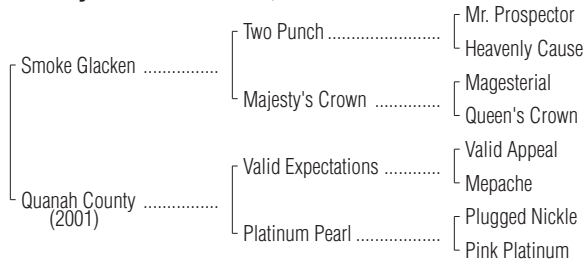 Mr. Prospector
Two Punch ......................
Heavenly Cause
Smoke Glacken ...............
Magesterial
Majesty's Crown .............
Queen's Crown
Valid Appeal
Valid Expectations ...........
Mepache
Quanah County ...............
(2001)
Plugged Nickle
Platinum Pearl .................
Pink Platinum